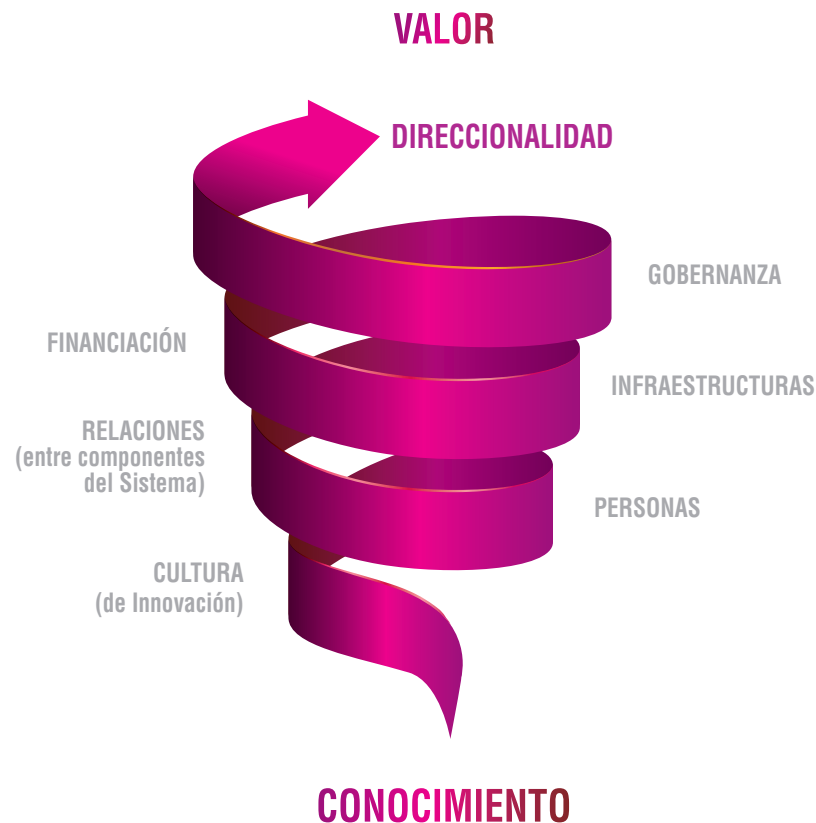 VALOR
DIRECCIONALIDAD
GOBERNANZA
FINANCIACIÓN
INFRAESTRUCTURAS
RELACIONES
(entre componentes
del Sistema)
PERSONAS
CULTURA
(de Innovación)
CONOCIMIENTO